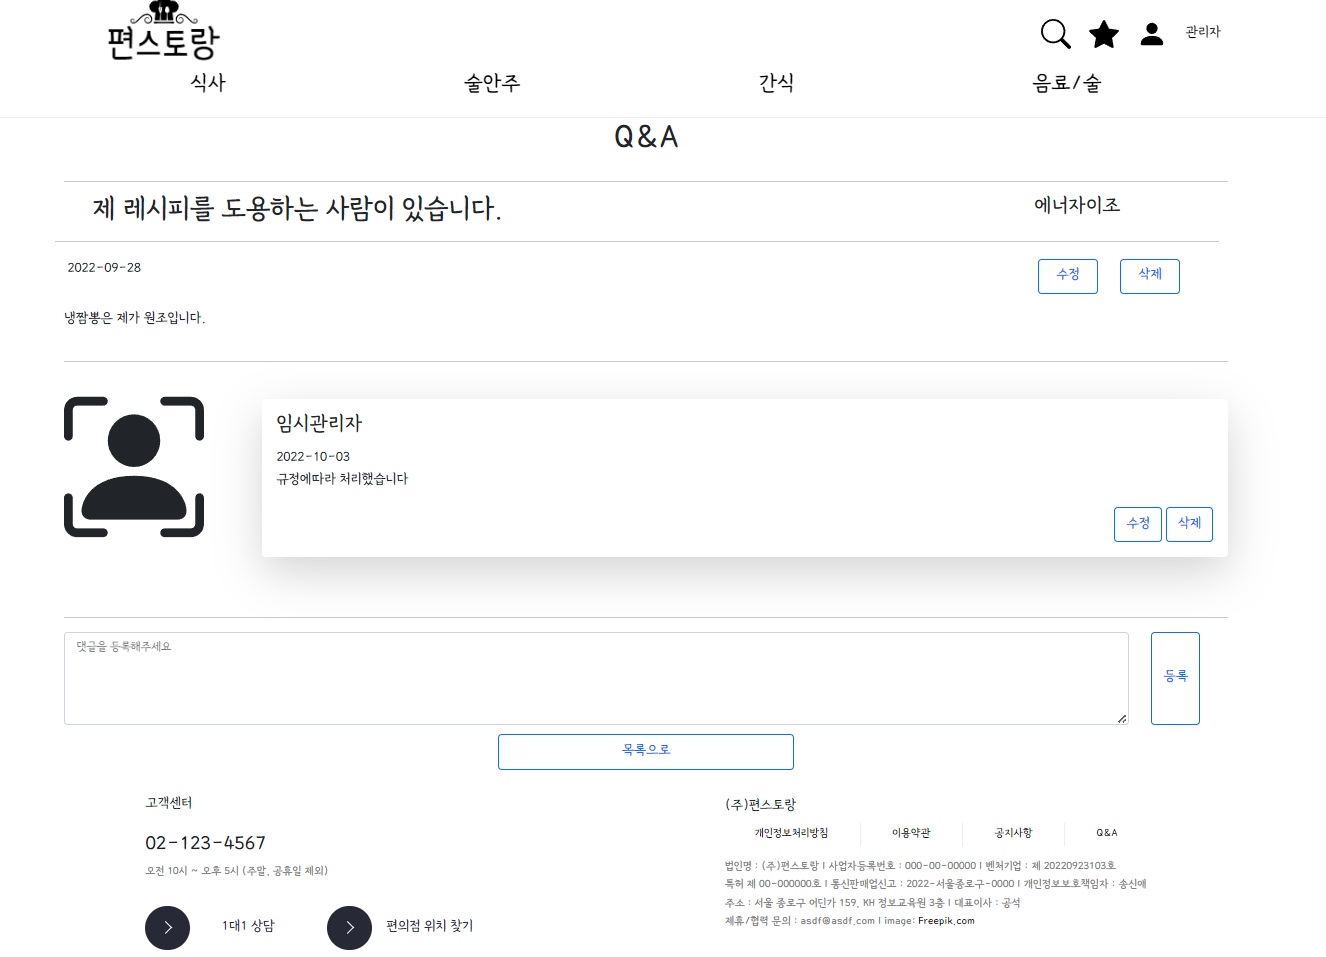 편스토랑
관리자
식사 술안주 간식 음료/술
Q&A
제 레시피를 도용하는 사람이 있습니다. 에너자이조
2022-09-28 수정 삭제
냉짬뽕은 제가 원조입니다.
임시관리자
2022-10-03
규정에따라 처리했습니다
수정 삭제
댓글을 등록해주세요
등록
목록으로
고객센터
02-123-4567
오전 10시 ~ 오후 5시 (주말, 공휴일 제외)
1대1 상담 편의점 위치 찾기
(주)편스토랑
개인정보처리방침 이용약관 공지사항 Q&A
법인명 : (주)편스토랑 | 사업자등록번호 : 000-00-00000 | 벤처기업 : 제 20220923103호
특허 제 00-000000호 | 통신판매업신고 : 2022-서울종로구-0000 | 개인정보보호책임자 : 송신애
주소 : 서울 종로구 어딘가 159, KH 정보교육원 3층 | 대표이사 : 공석
제휴/협력 문의 : asdf@asdf.com | image: Freepik.com